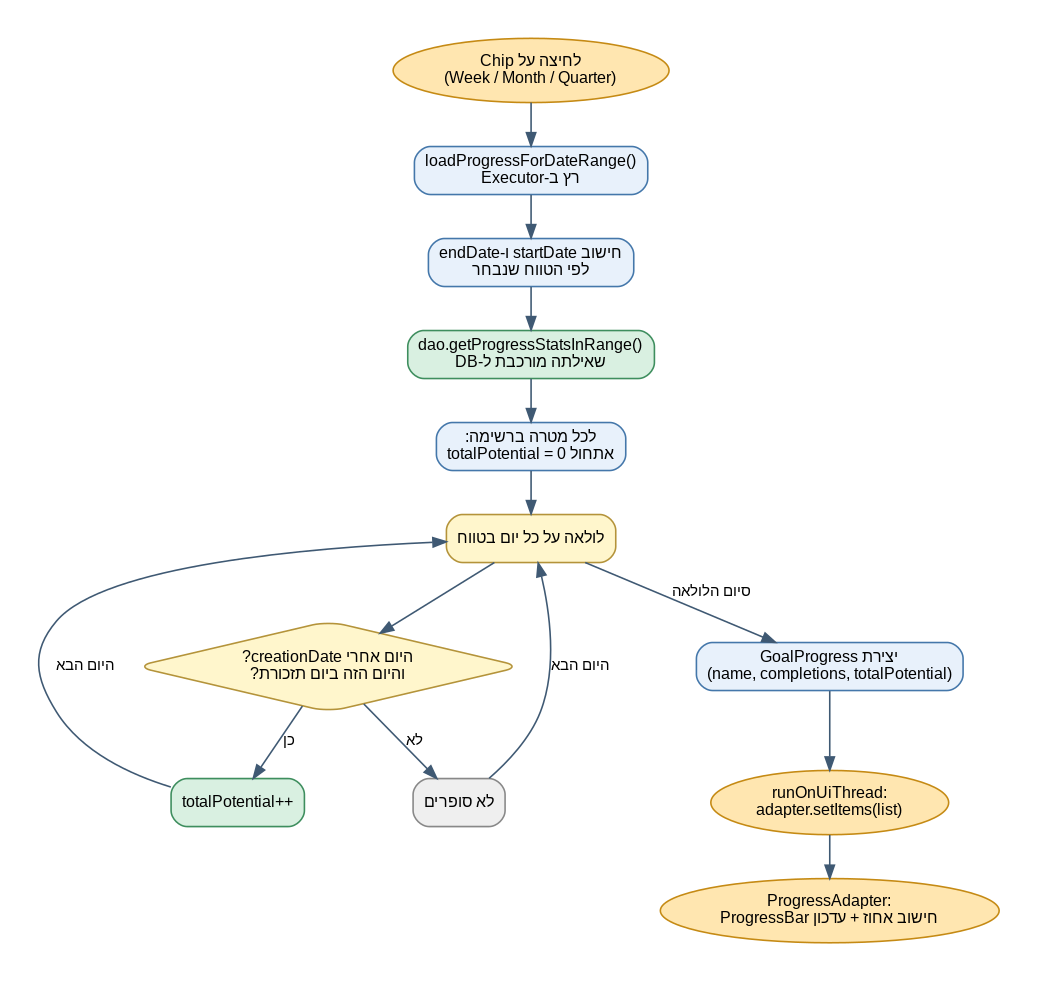 לחיצה על Chip
(Week / Month / Quarter)
loadProgressForDateRange()
רץ ב-Executor
חישוב startDate ו-endDate
לפי הטווח שנבחר
dao.getProgressStatsInRange()
שאילתה מורכבת ל-DB
לכל מטרה ברשימה:
אתחול totalPotential = 0
לולאה על כל יום בטווח
סיום הלולאה
היום אחרי creationDate?
והיום הזה ביום תזכורת?
היום הבא
היום הבא
יצירת GoalProgress
(name, completions, totalPotential)
כן
לא
totalPotential++
לא סופרים
runOnUiThread:
adapter.setItems(list)
ProgressAdapter:
חישוב אחוז + עדכון ProgressBar